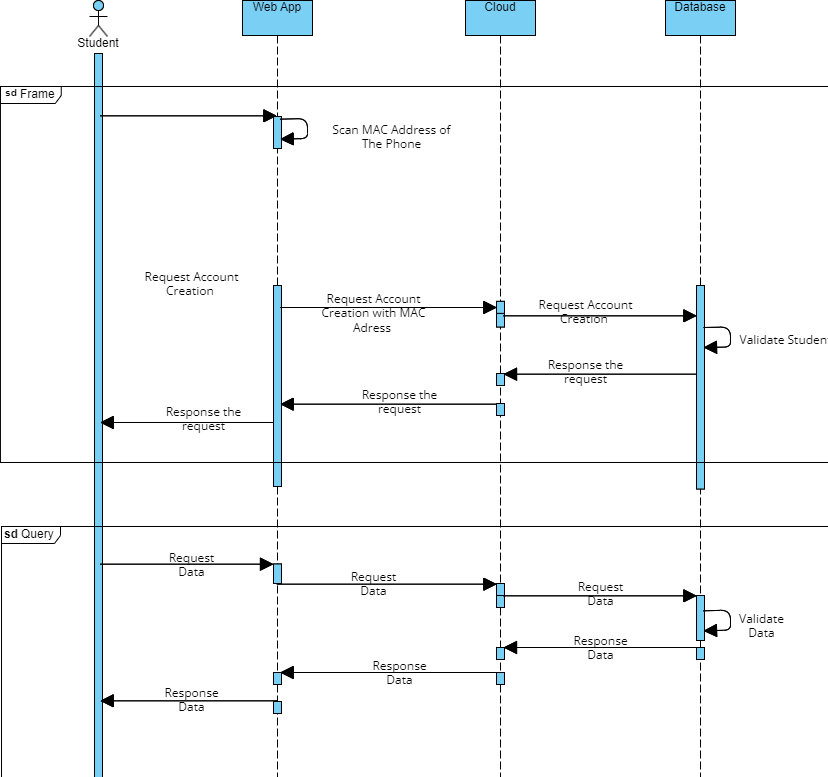 Student
Web App
Cloud
Database
sd Frame
Scan MAC Address of
The Phone
Request Account
Creation
Request Account
Creation with MAC
Adress
Request Account
Creation
Validate Studen
Response the
request
Response the
request
Response the
request
sd Query
Request
Data
Request
Data
Request
Data
Validate
Data
Response
Data
Response
Data
Response
Data